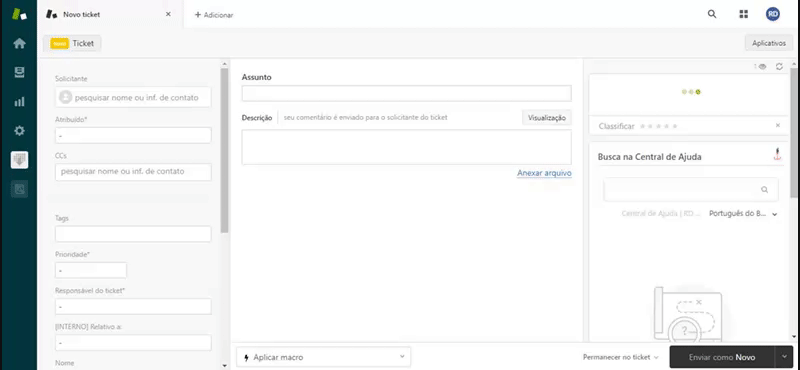 Novo ticket
×
+ Adicionar
RD
Novo Ticket
Aplicativos
Solicitante
pesquisar nome ou inf. de contato
Atribuído*
-
CCs
pesquisar nome ou inf. de contato
Tags
Prioridade*
-
Responsável do ticket*
-
[INTERNO] Relativo a:
-
Nome
Assunto
Descrição
seu comentário é enviado para o solicitante do ticket
Visualização
Anexar arquivo
Aplicar macro
1
Classificar
×
Busca na Central de Ajuda
Central de Ajuda | RD ...
Português do B...
?
Permanecer no ticket
Enviar como Novo